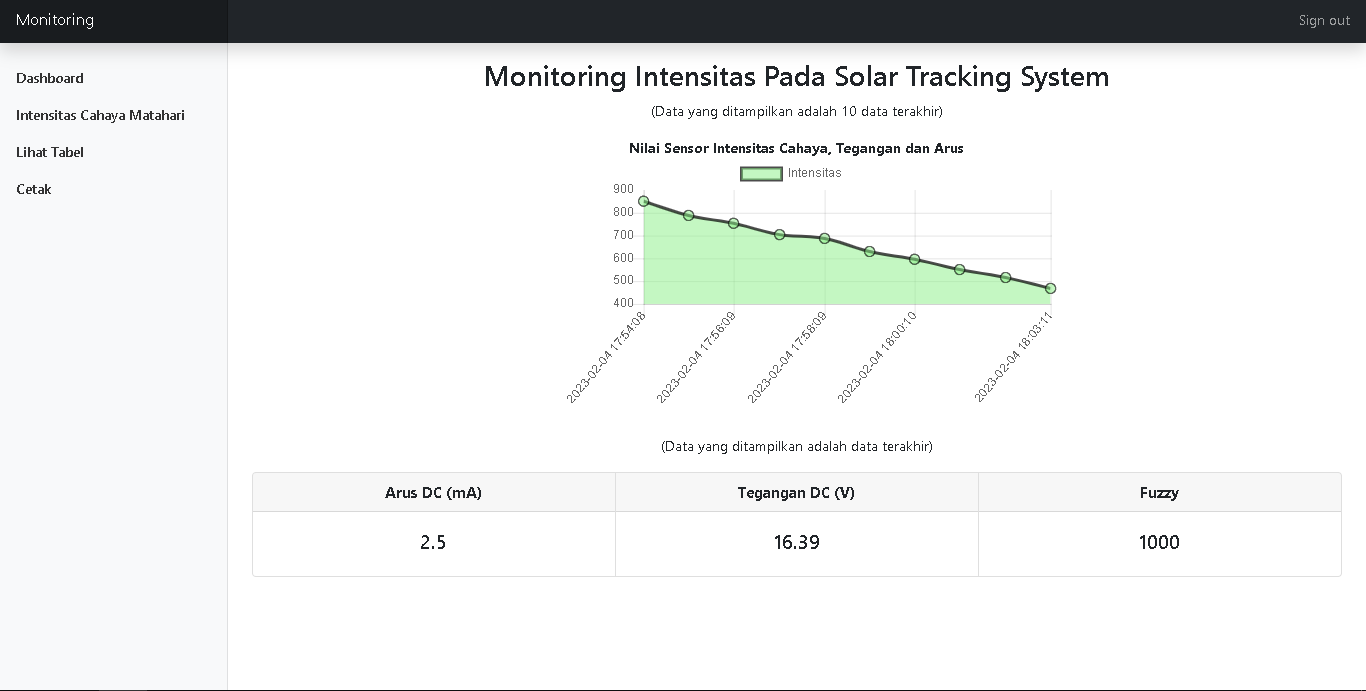 Monitoring
Sign out
Dashboard
Intensitas Cahaya Matahari
Lihat Tabel
Cetak
Monitoring Intensitas Pada Solar Tracking System
(Data yang ditampilkan adalah 10 data terakhir)
Nilai Sensor Intensitas Cahaya, Tegangan dan Arus
Intensitas
900
800
700
600
500
400
2023-02-04 17:54:08
2023-02-04 17:56:09
2023-02-04 17:58:09
2023-02-04 18:00:10
2023-02-04 18:03:11
(Data yang ditampilkan adalah data terakhir)
Arus DC (mA) Tegangan DC (V) Fuzzy
2.5 16.39 1000